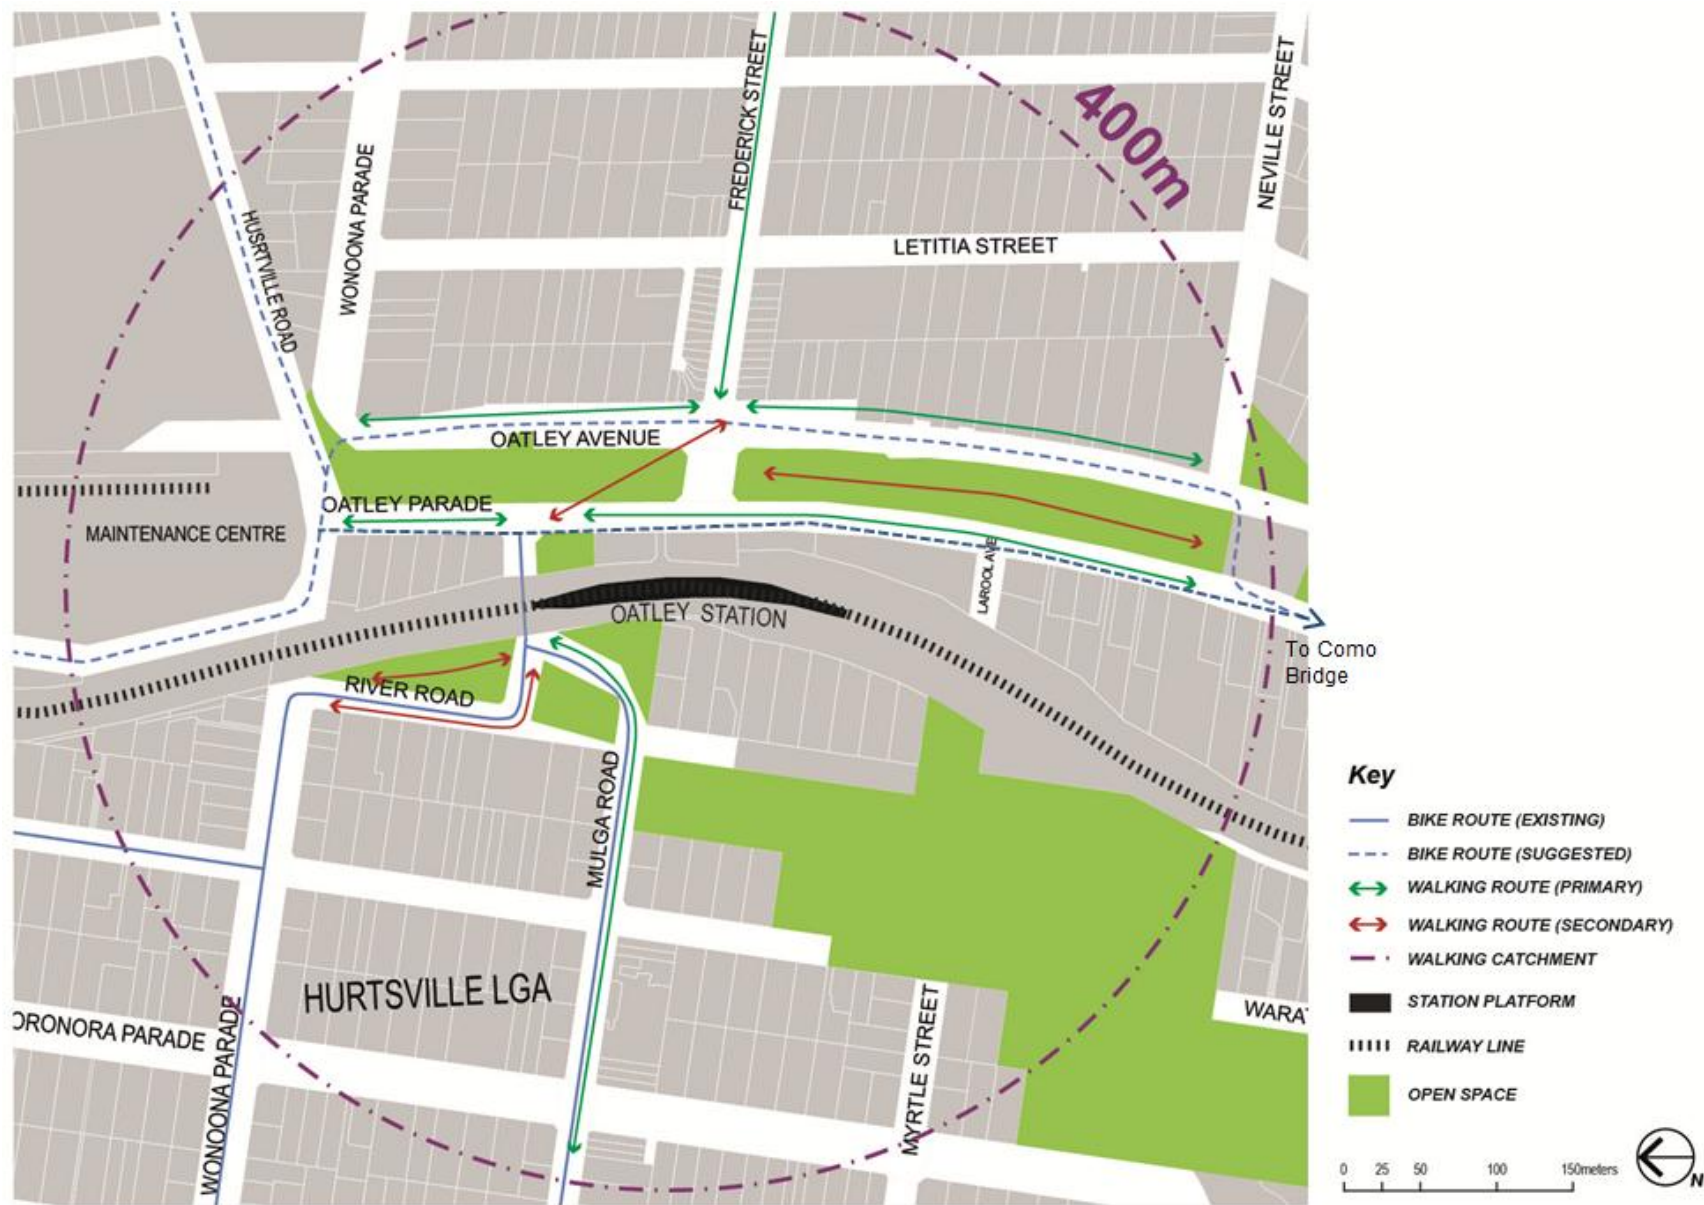 FREDERICK STREET
NEVILLE STREET
400m
WONOONA PARADE
HUSRTVILLE ROAD
LETITIA STREET
OATLEY AVENUE
OATLEY PARADE
MAINTENANCE CENTRE
LAROOL AVE
OATLEY STATION
To Como
Bridge
RIVER ROAD
MULGA ROAD
HURTSVILLE LGA
ORONORA PARADE
WONOONA PARADE
MYRTLE STREET
WARAT
Key
BIKE ROUTE (EXISTING)
BIKE ROUTE (SUGGESTED)
WALKING ROUTE (PRIMARY)
WALKING ROUTE (SECONDARY)
WALKING CATCHMENT
STATION PLATFORM
RAILWAY LINE
OPEN SPACE
0 25 50 100 150meters
N